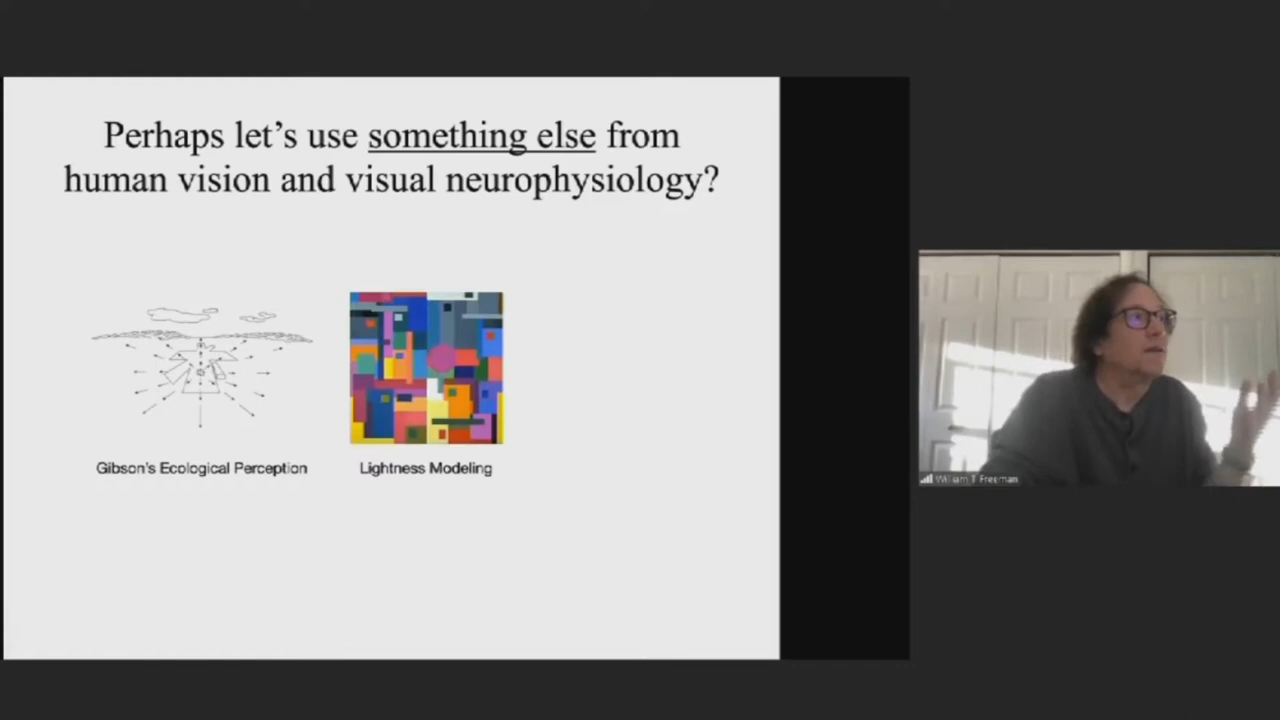 Perhaps let's use something else from
human vision and visual neurophysiology?
Gibson's Ecological Perception
Lightness Modeling
William T Freeman